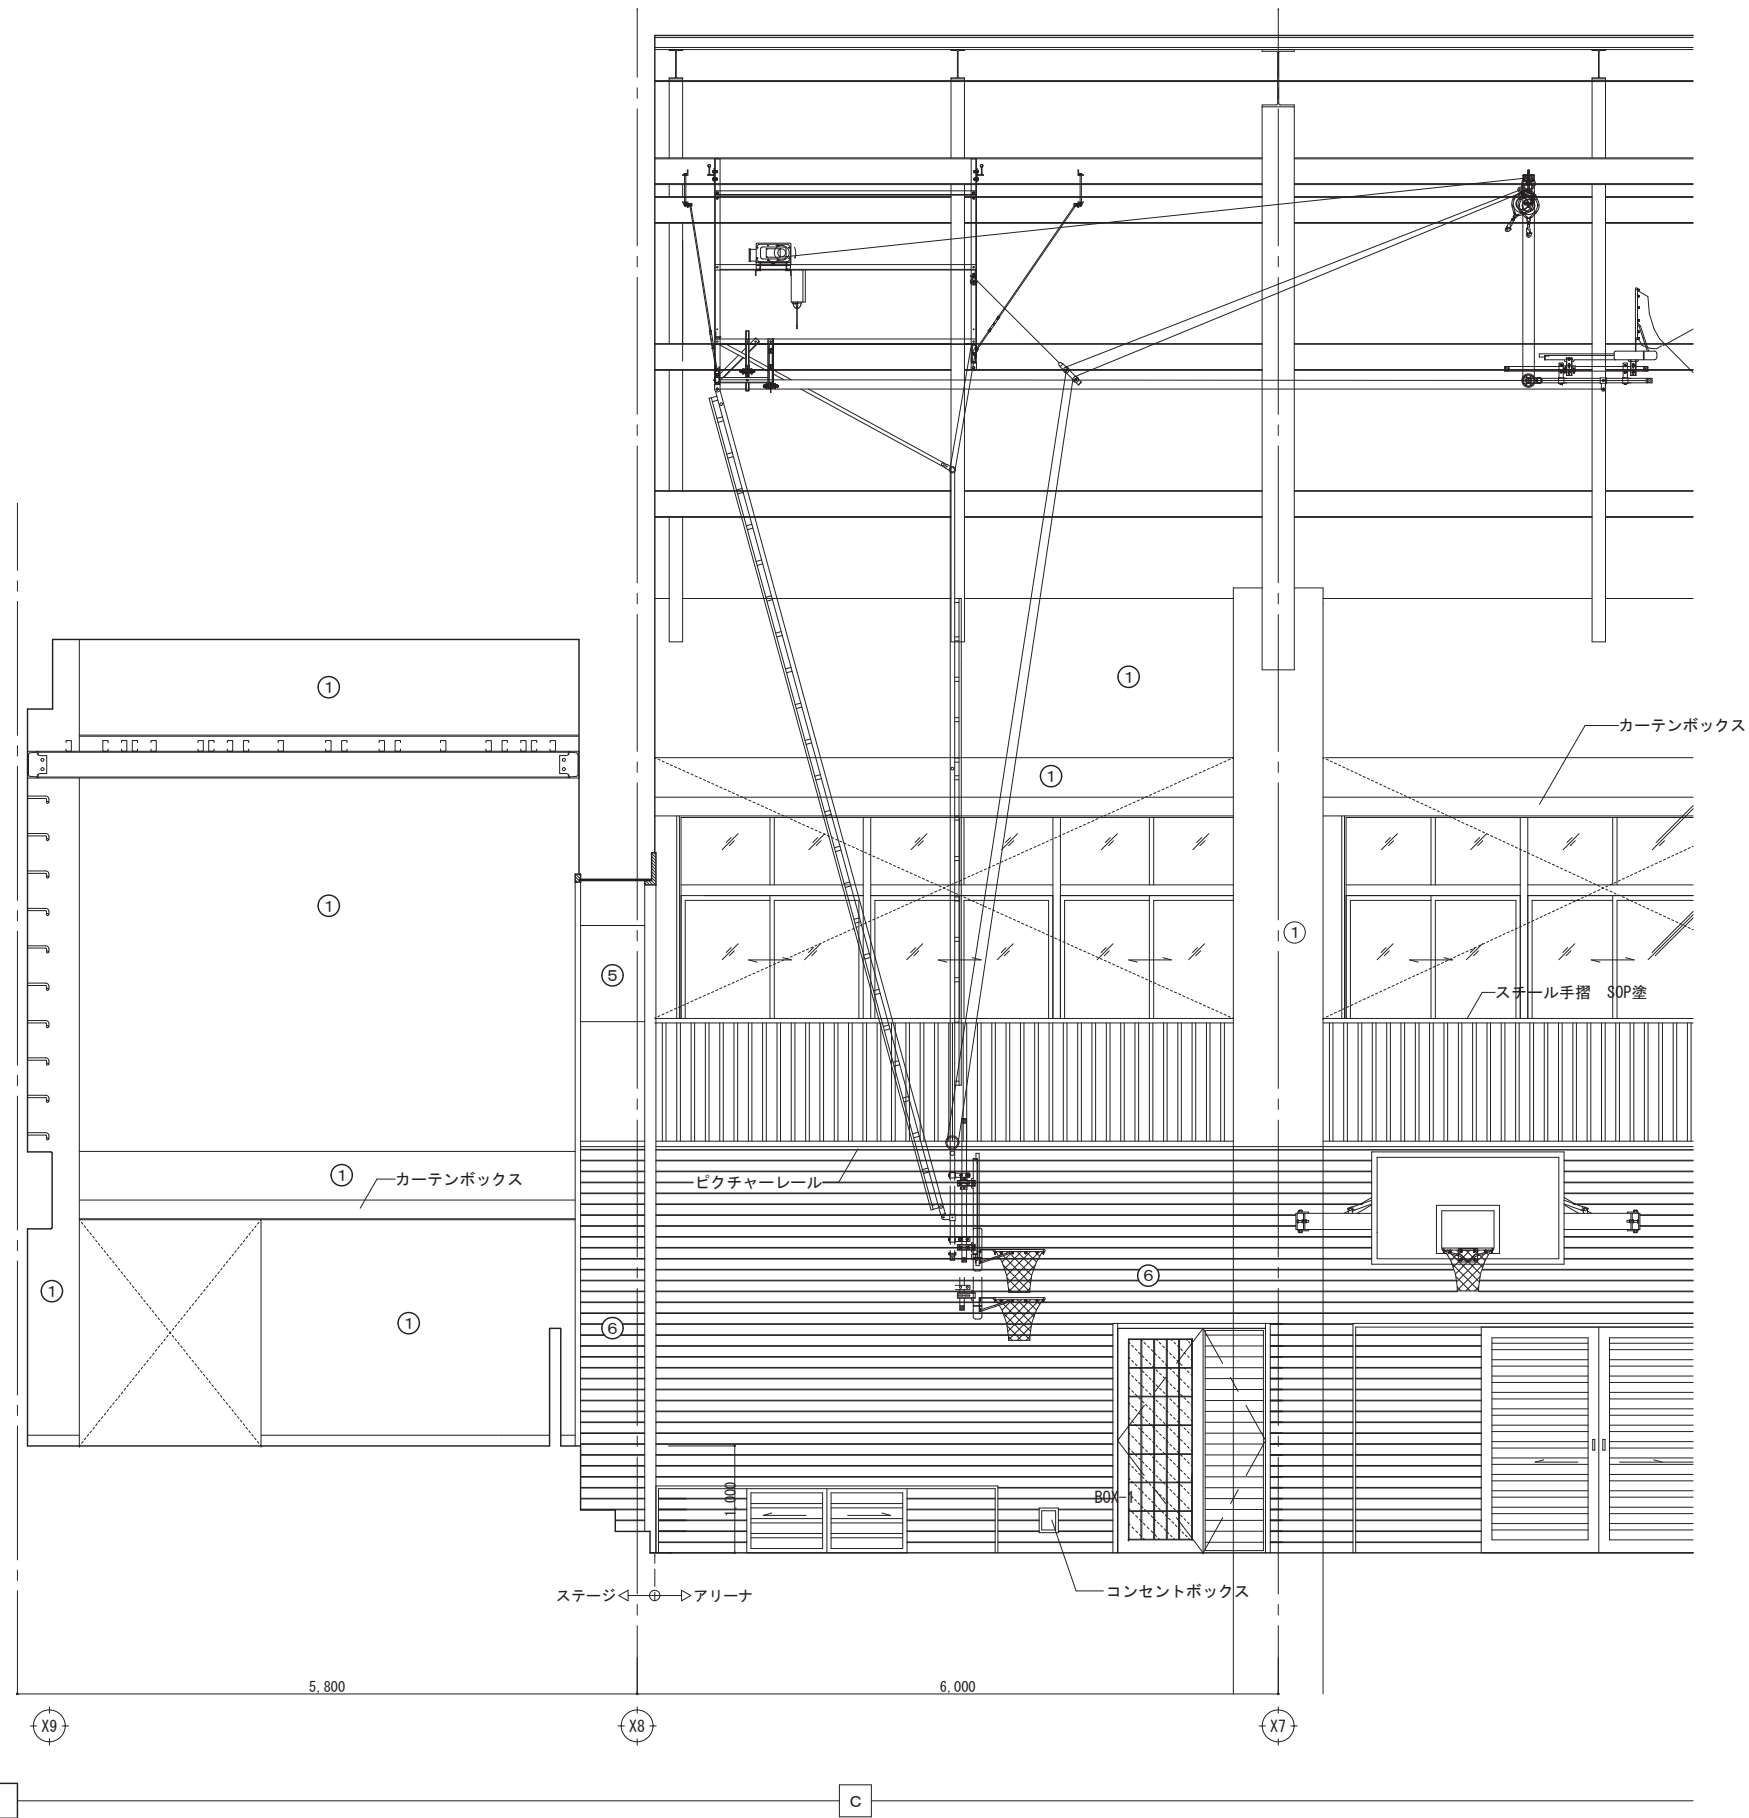 ①
①
カーテンボックス
①
①
⑤
①
スチール手摺　SOP塗
①
カーテンボックス
ピクチャーレール
①
⑥
①
⑥
1,000
BOX-1
コンセントボックス
ステージ
アリーナ
5,800
6,000
X9
X8
X7
C